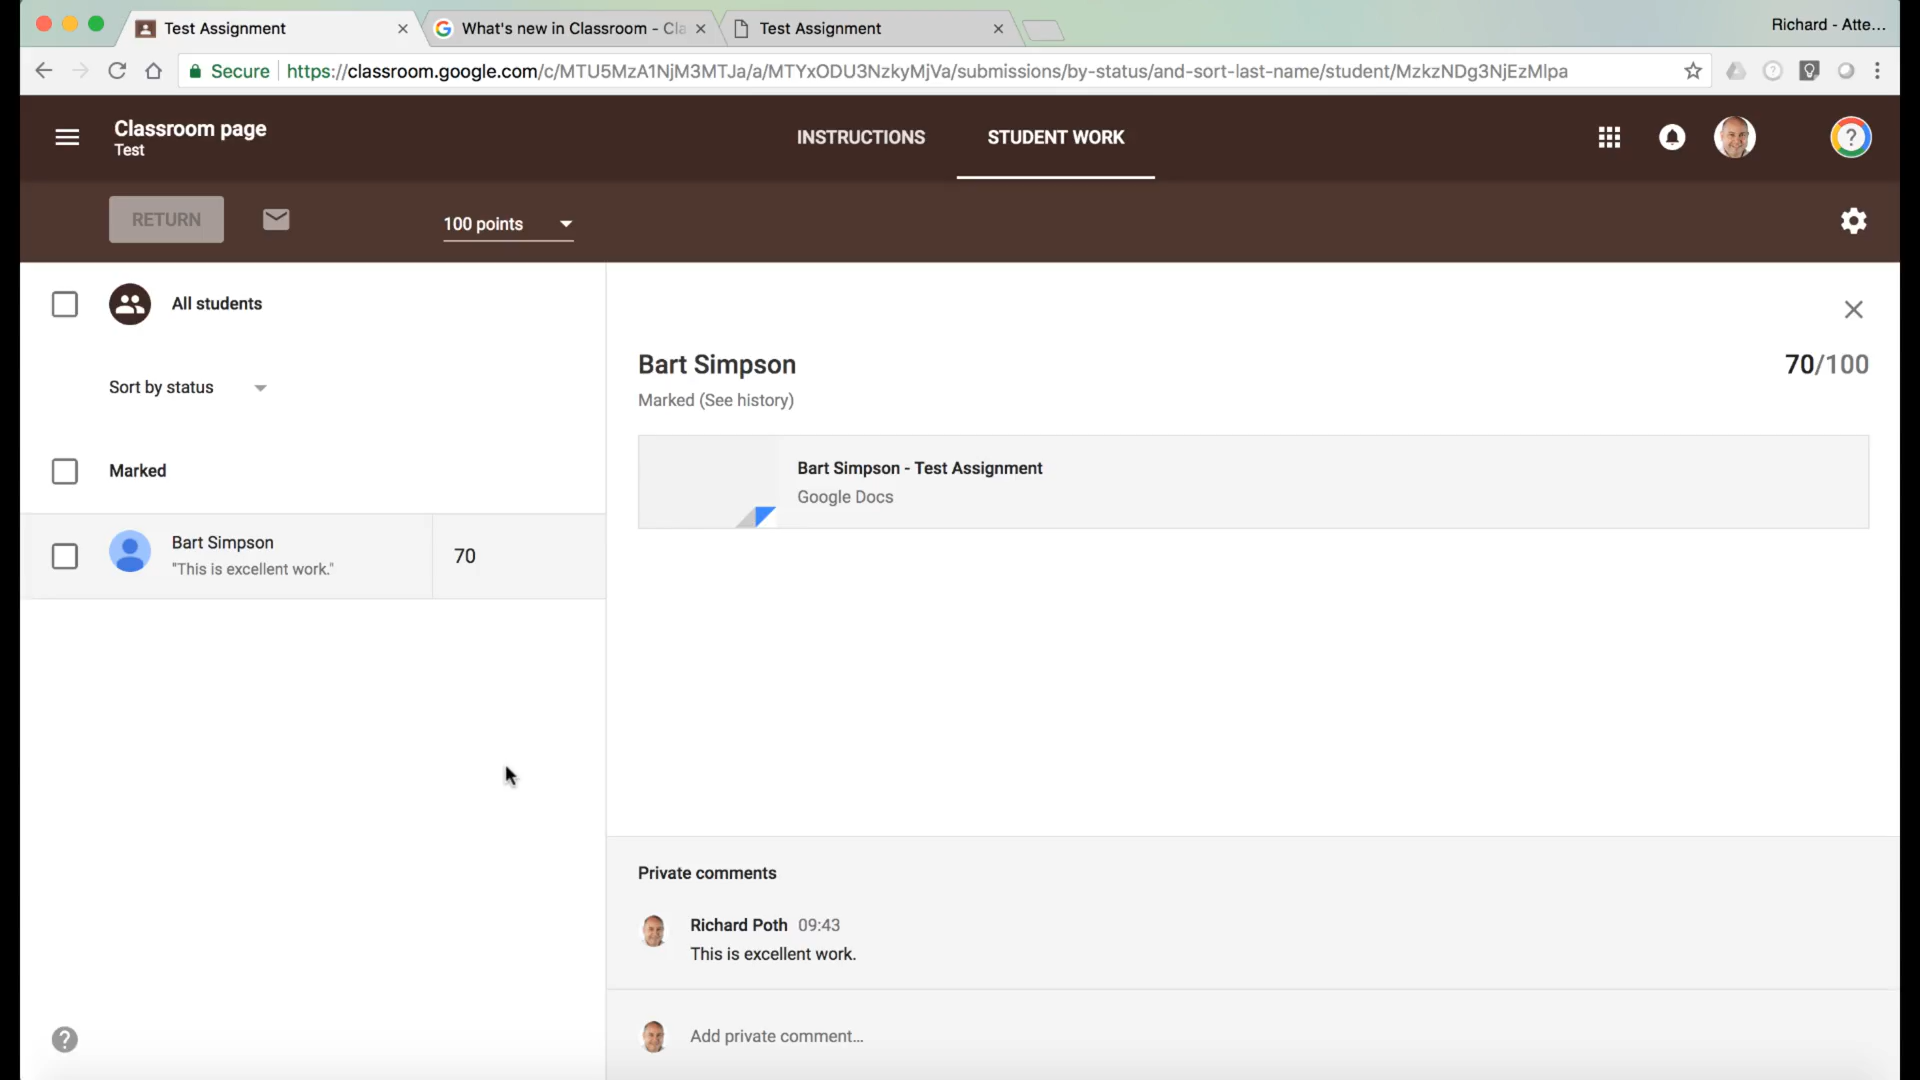 Test Assignment
What's new in Classroom - Cla
Test Assignment
Richard - Atte...
Secure
https://classroom.google.com/c/MTU5MzA1NjM3MTJa/a/MTYxODU3NzkyMjVa/submissions/by-status/and-sort-last-name/student/MzkzNDg3NjEzMlpa
Classroom page
Test
INSTRUCTIONS
STUDENT WORK
RETURN
100 points
All students
Sort by status
Marked
Bart Simpson
"This is excellent work."
70
Bart Simpson
70/100
Marked (See history)
Bart Simpson - Test Assignment
Google Docs
Private comments
Richard Poth 09:43
This is excellent work.
Add private comment...